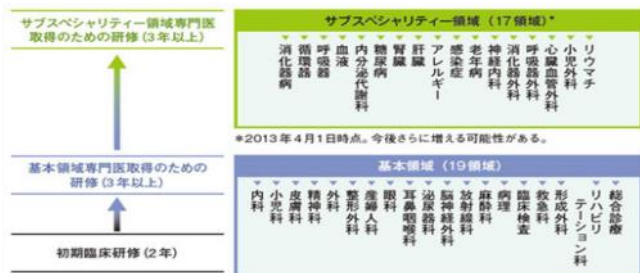 サブスペシャリティー領域専門医
取得のための研修(3年以上)
基本領域専門医取得のための
研修(3年以上)
初期臨床研修(2年)
サブスペシャリティー領域(17領域)*
消化器病
循環器
呼吸器
血液
内分泌代謝科
糖尿病
腎臓
肝臓
アレルギー
感染症
老年病
神経内科
消化器外科
呼吸器外科
心臓血管外科
小児外科
リウマチ
*2013年4月1日時点。今後さらに増える可能性がある。
基本領域(19領域)
内科
小児科
皮膚科
精神科
外科
整形外科
産婦人科
眼科
耳鼻咽喉科
泌尿器科
脳神経外科
放射線科
麻酔科
病理
臨床検査
救急科
形成外科
リハビリ
テーション科
総合診療